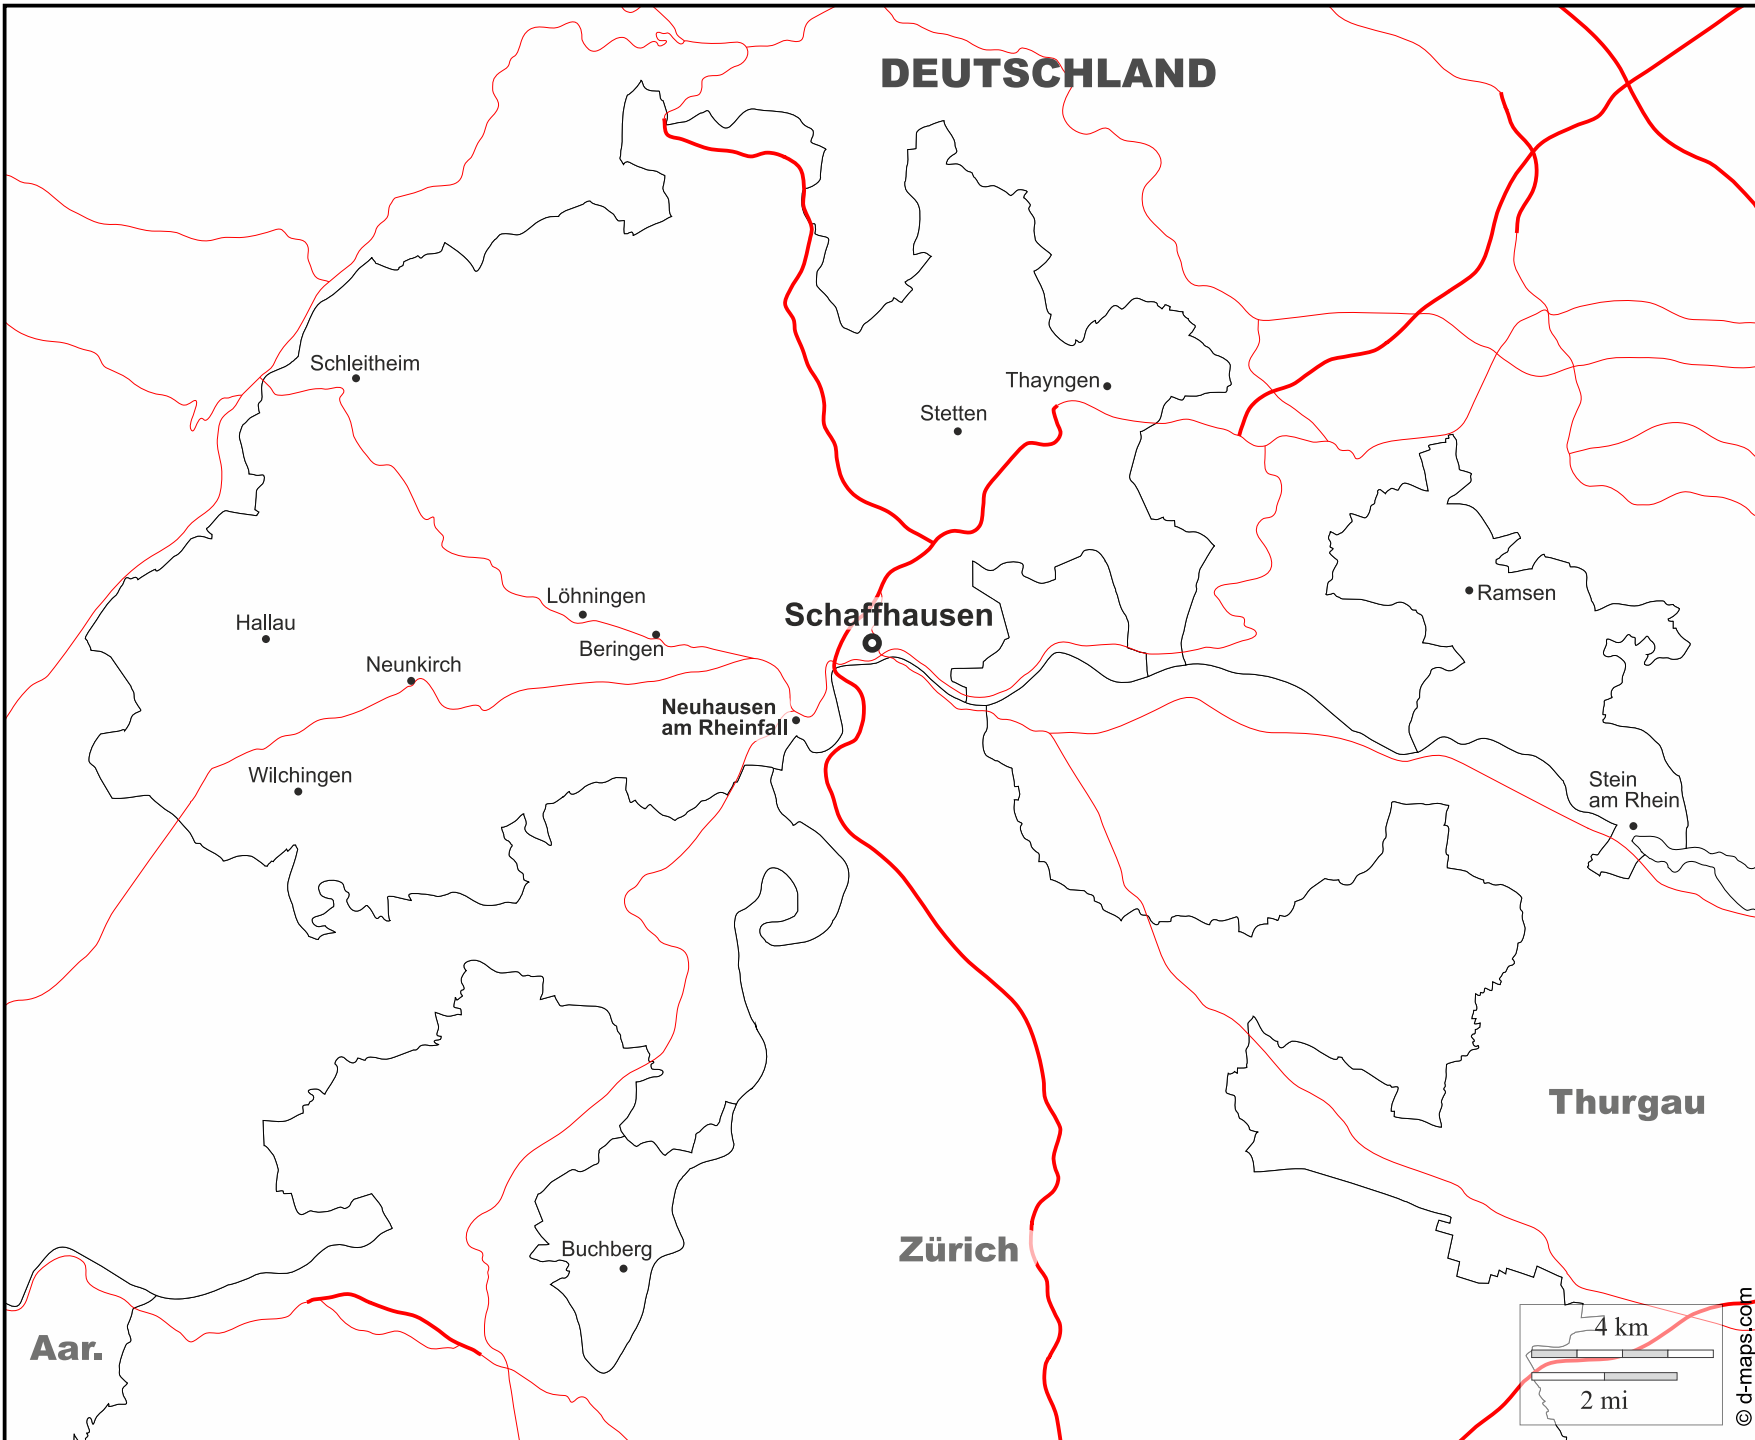 DEUTSCHLAND
Schleitheim
Thayngen
Stetten
Löhningen
Ramsen
Schaffhausen
Hallau
Beringen
Neunkirch
Neuhausen
am Rheinfall
Wilchingen
Stein
am Rhein
Thurgau
Zürich
Buchberg
Aar.
4 km
2 mi
© d-maps.com